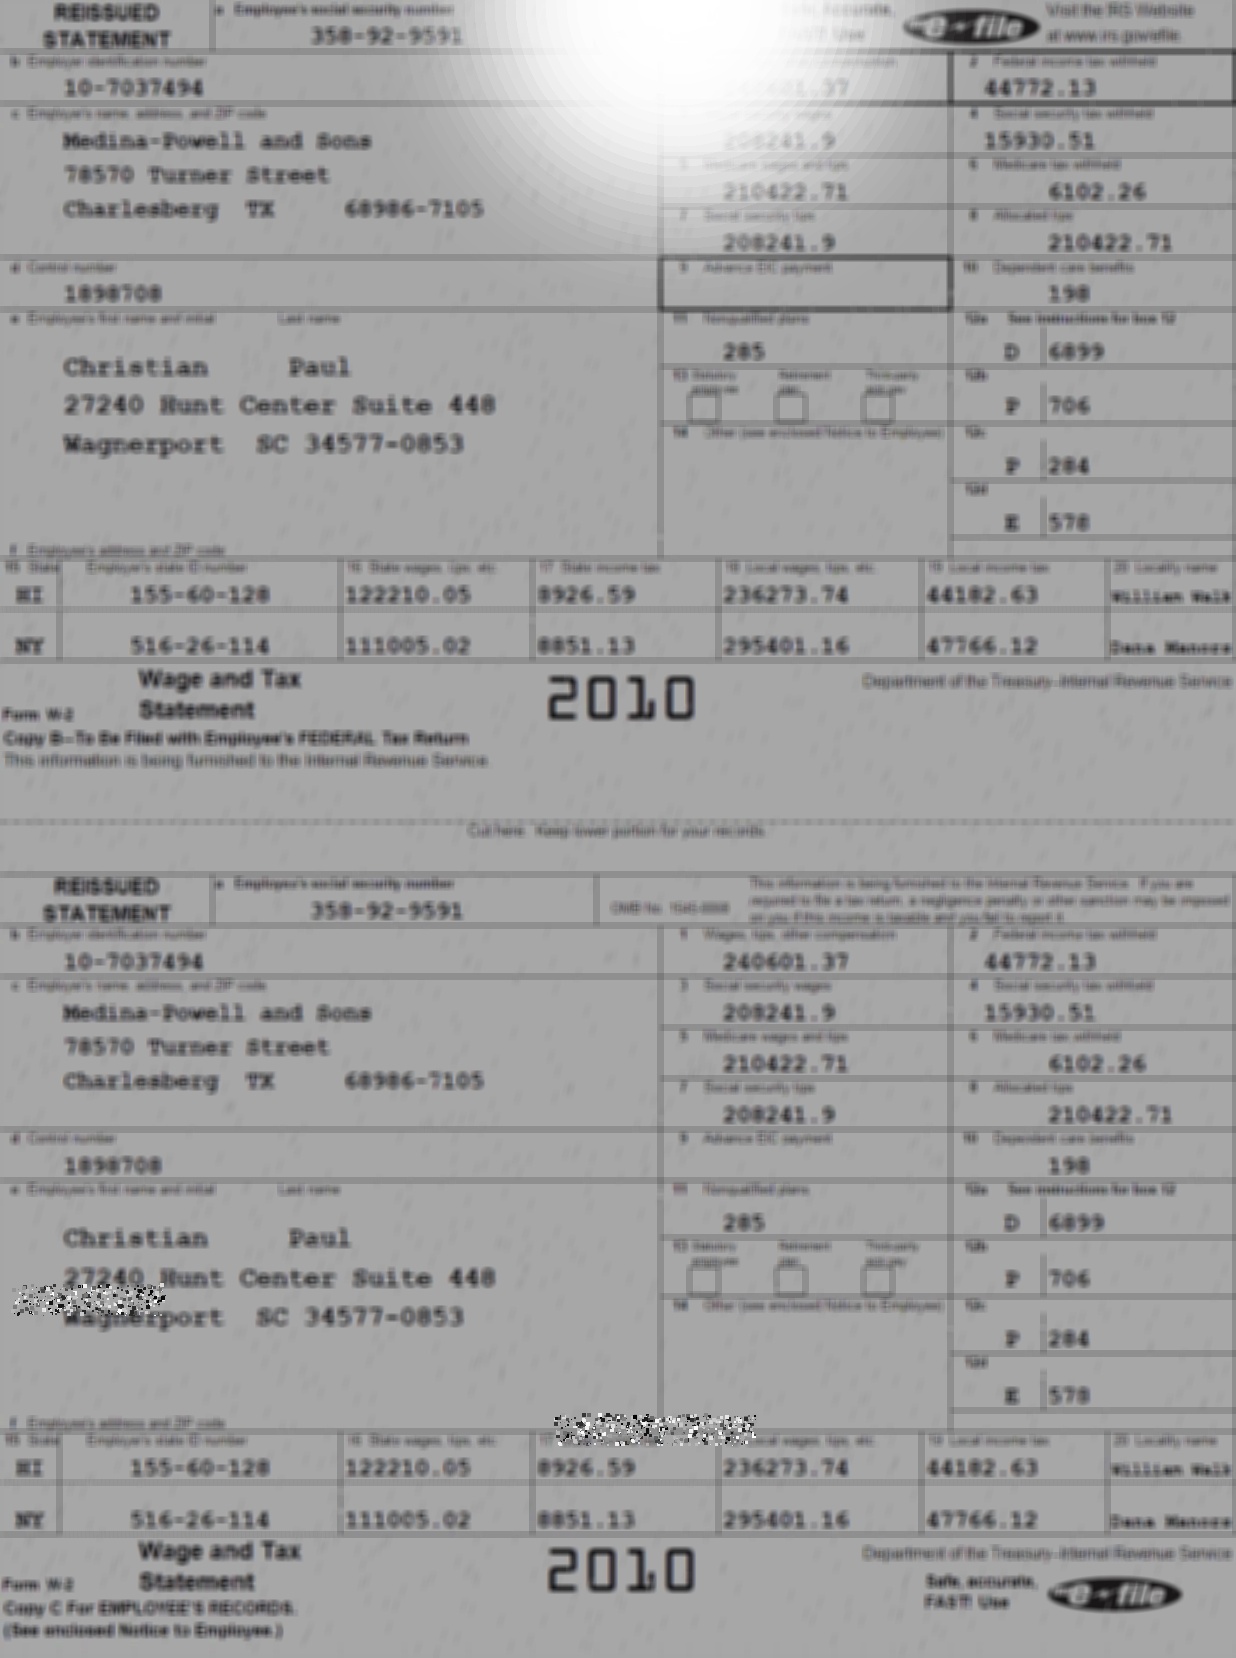 REISSUED STATEMENT
a Employee's social security number
358-92-9591
Accurate,
Use
e-file
Visit the IRS Website
at www.irs.gov/efile.
b Employer identification number
10-7037494
2 Federal income tax withheld
44772.13
c Employer's name, address, and ZIP code
Medina-Powell and Sons
78570 Turner Street
Charlesberg TX 68986-7105
208241.9
4 Social security tax withheld
15930.51
5 Medicare wages and tips
210422.71
6 Medicare tax withheld
6102.26
7 Social security tips
208241.9
8 Allocated tips
210422.71
d Control number
1898708
9 Advance EIC payment
10 Dependent care benefits
198
e Employee's first name and initial Last name
Christian Paul
27240 Hunt Center Suite 448
Wagnerport SC 34577-0853
11 Nonqualified plans
285
12a See instructions for box 12
D 6899
13 Statutory employee Retirement plan Third-party sick pay
12b
P 706
14 Other (see enclosed Notice to Employee)
12c
P 284
12d
E 578
f Employee's address and ZIP code
15 State Employer's state ID number 16 State wages, tips, etc. 17 State income tax 18 Local wages, tips, etc. 19 Local income tax 20 Locality name
HI 155-60-128 122210.05 8926.59 236273.74 44182.63 William Walk
NY 516-26-114 111005.02 8851.13 295401.16 47766.12 Dana Manors
Wage and Tax
Statement
Form W-2
2010
Department of the Treasury-Internal Revenue Service
Copy B-To Be Filed with Employee's FEDERAL Tax Return
This information is being furnished to the Internal Revenue Service.
Cut here. Keep lower portion for your records.
REISSUED STATEMENT
a Employee's social security number
358-92-9591
OMB No. 1545-0008
This information is being furnished to the Internal Revenue Service. If you are
required to file a tax return, a negligence penalty or other sanction may be imposed
on you if this income is taxable and you fail to report it.
b Employer identification number
10-7037494
1 Wages, tips, other compensation
240601.37
2 Federal income tax withheld
44772.13
c Employer's name, address, and ZIP code
Medina-Powell and Sons
78570 Turner Street
Charlesberg TX 68986-7105
3 Social security wages
208241.9
4 Social security tax withheld
15930.51
5 Medicare wages and tips
210422.71
6 Medicare tax withheld
6102.26
7 Social security tips
208241.9
8 Allocated tips
210422.71
d Control number
1898708
9 Advance EIC payment
10 Dependent care benefits
198
e Employee's first name and initial Last name
Christian Paul
27240 Hunt Center Suite 448
Wagnerport SC 34577-0853
11 Nonqualified plans
285
12a See instructions for box 12
D 6899
13 Statutory employee Retirement plan Third-party sick pay
12b
P 706
14 Other (see enclosed Notice to Employee)
12c
P 284
12d
E 578
f Employee's address and ZIP code
15 State Employer's state ID number 16 State wages, tips, etc. 17 Local wages, tips, etc. 19 Local income tax 20 Locality name
HI 155-60-128 122210.05 8926.59 236273.74 44182.63 William Walk
NY 516-26-114 111005.02 8851.13 295401.16 47766.12 Dana Manors
Wage and Tax
Statement
Form W-2
2010
Department of the Treasury-Internal Revenue Service
Safe, accurate,
FAST! Use
e-file
Copy C For EMPLOYEE'S RECORDS.
(See enclosed Notice to Employee.)